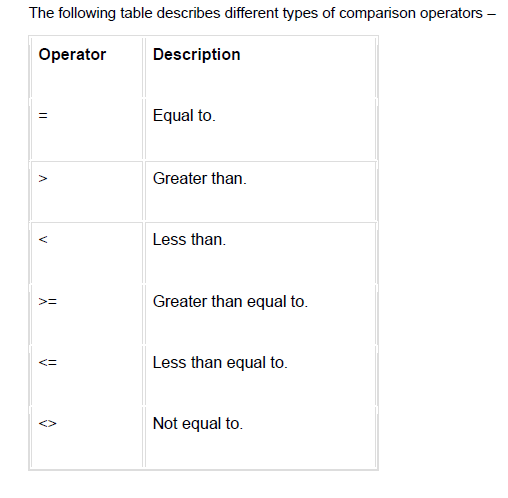 The following table describes different types of comparison operators –
Operator Description
= Equal to.
> Greater than.
< Less than.
>= Greater than equal to.
<= Less than equal to.
<> Not equal to.